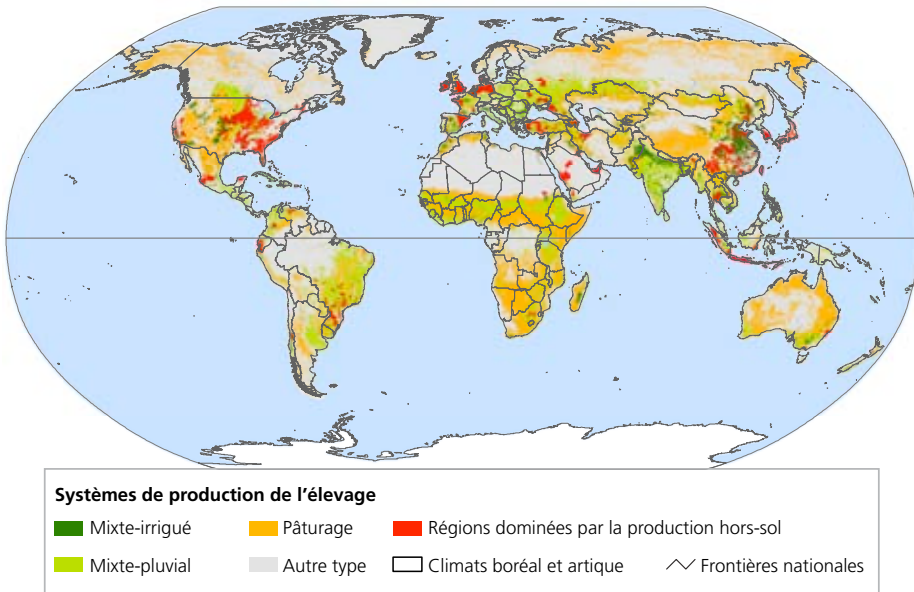 Systèmes de production de l'élevage
Mixte-irrigué Pâturage Régions dominées par la production hors-sol
Mixte-pluvial Autre type Climats boréal et artique Frontières nationales